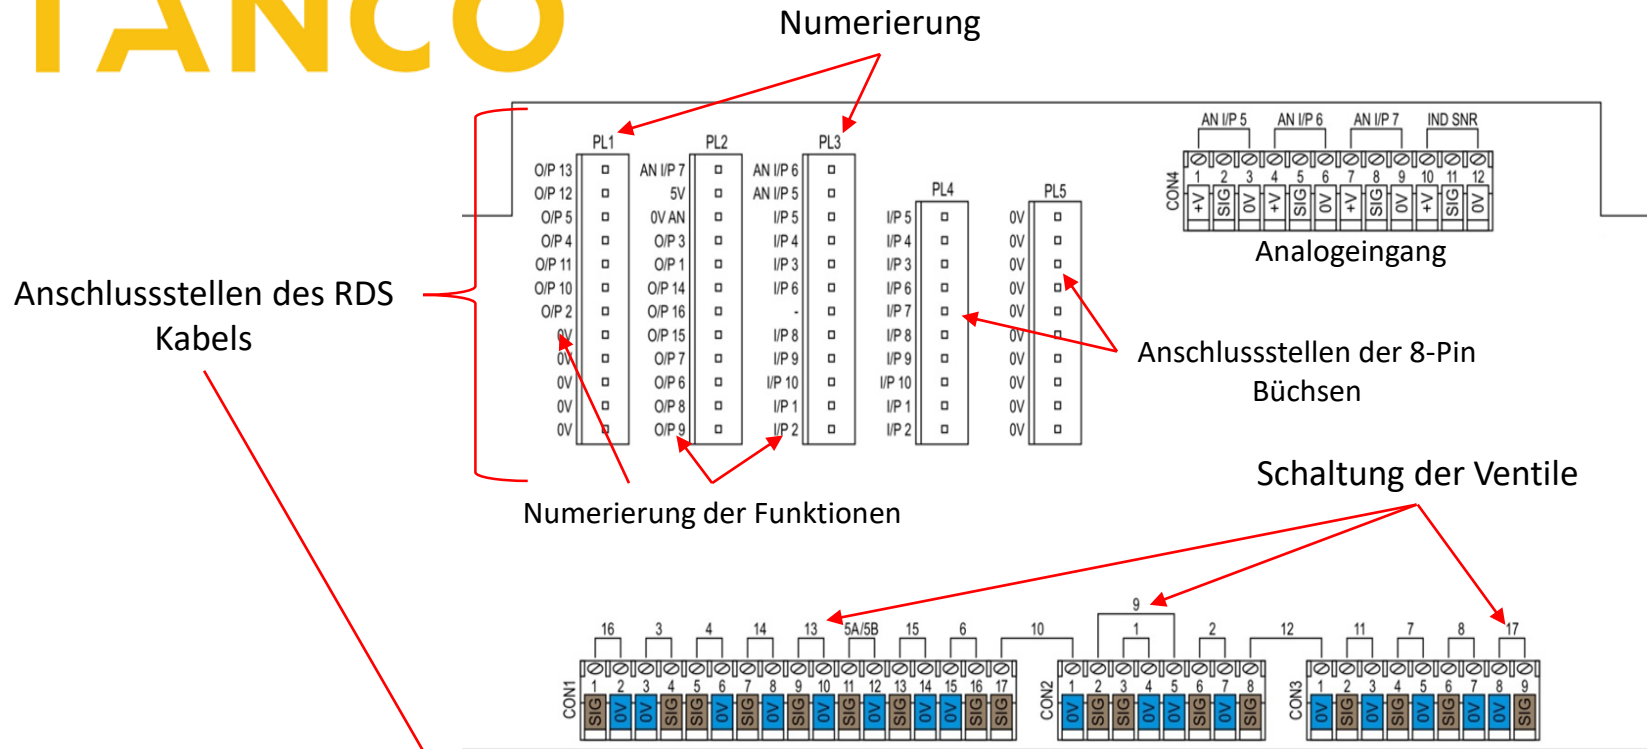 TANCO
Numerierung
PL1 PL2 PL3
O/P 13 AN I/P 7 AN I/P 6
O/P 12 5V AN I/P 5
O/P 5 0V AN I/P 5
O/P 4 O/P 3 I/P 4
O/P 11 O/P 1 I/P 3
O/P 10 O/P 14 I/P 6
O/P 2 O/P 16 -
0V O/P 15 I/P 8
0V O/P 7 I/P 9
0V O/P 6 I/P 10
0V O/P 8 I/P 1
0V O/P 9 I/P 2
PL4 PL5
I/P 5 0V
I/P 4 0V
I/P 3 0V
I/P 6 0V
I/P 7 0V
I/P 8 0V
I/P 9 0V
I/P 10 0V
I/P 1 0V
I/P 2 0V
AN I/P 5 AN I/P 6 AN I/P 7 IND SNR
CON4
1 2 3 4 5 6 7 8 9 10 11 12
+V SIG 0V +V SIG 0V +V SIG 0V +V SIG 0V
Analogeingang
Anschlussstellen des RDS
Kabels
Anschlussstellen der 8-Pin
Büchsen
Numerierung der Funktionen
Schaltung der Ventile
16 3 4 14 13 5A/5B 15 6 10 9 1 2 12 11 7 8 17
CON1
1 2 3 4 5 6 7 8 9 10 11 12 13 14 15 16 17
SIG 0V 0V SIG SIG 0V SIG 0V SIG 0V SIG 0V SIG 0V 0V SIG SIG
CON2
1 2 3 4 5 6 7 8
0V SIG SIG 0V 0V SIG 0V SIG
CON3
1 2 3 4 5 6 7 8 9
0V SIG 0V SIG 0V SIG 0V 0V SIG